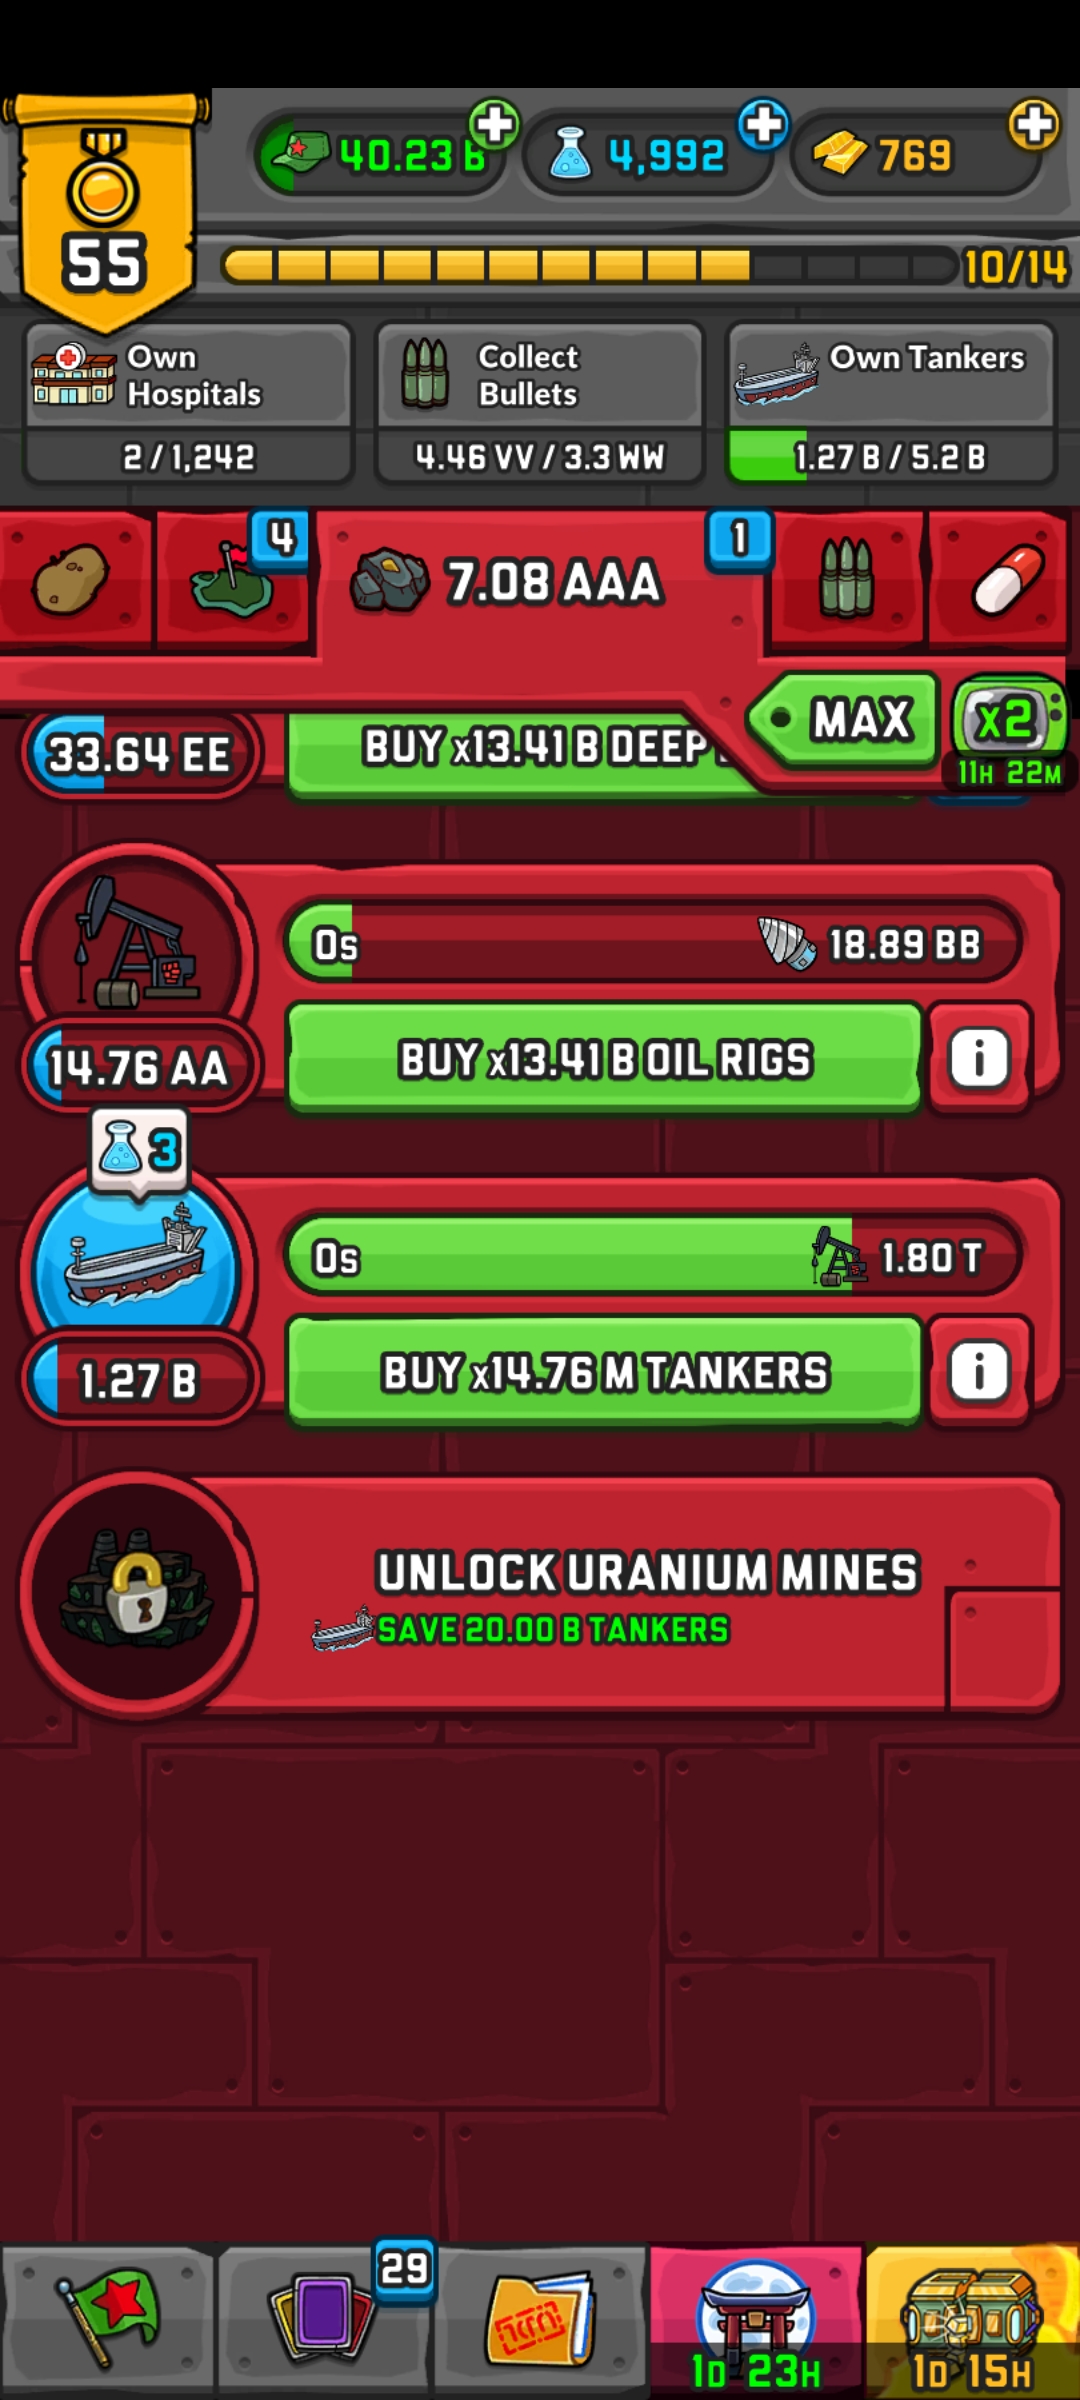 40.23 B
4,992
769
55
10/14
Own Hospitals
Collect Bullets
Own Tankers
2 / 1,242
4.46 VV / 3.3 WW
1.27 B / 5.2 B
4
7.08 AAA
1
MAX
x2
11H 22M
33.64 EE
BUY x13.41 B DEEP
0s
18.89 BB
14.76 AA
BUY x13.41 B OIL RIGS
i
3
0s
1.80 T
1.27 B
BUY x14.76 M TANKERS
i
UNLOCK URANIUM MINES
SAVE 20.00 B TANKERS
29
1D 23H
1D 15H